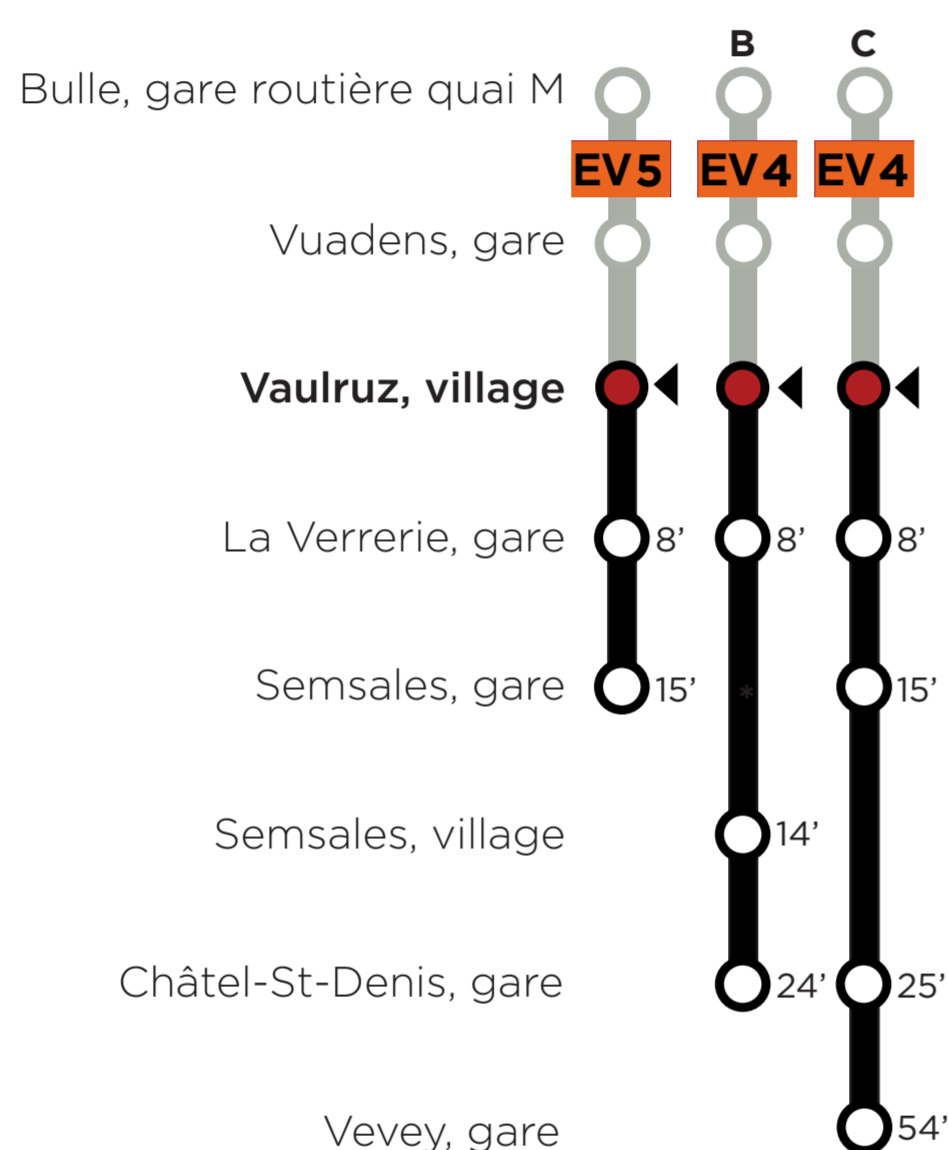 B C
Bulle, gare routière quai M
EV5 EV4 EV4
Vuadens, gare
Vaulruz, village
La Verrerie, gare 8’ 8’ 8’
Semsales, gare 15’ * 15’
Semsales, village 14’
Châtel-St-Denis, gare 24’ 25’
Vevey, gare 54’